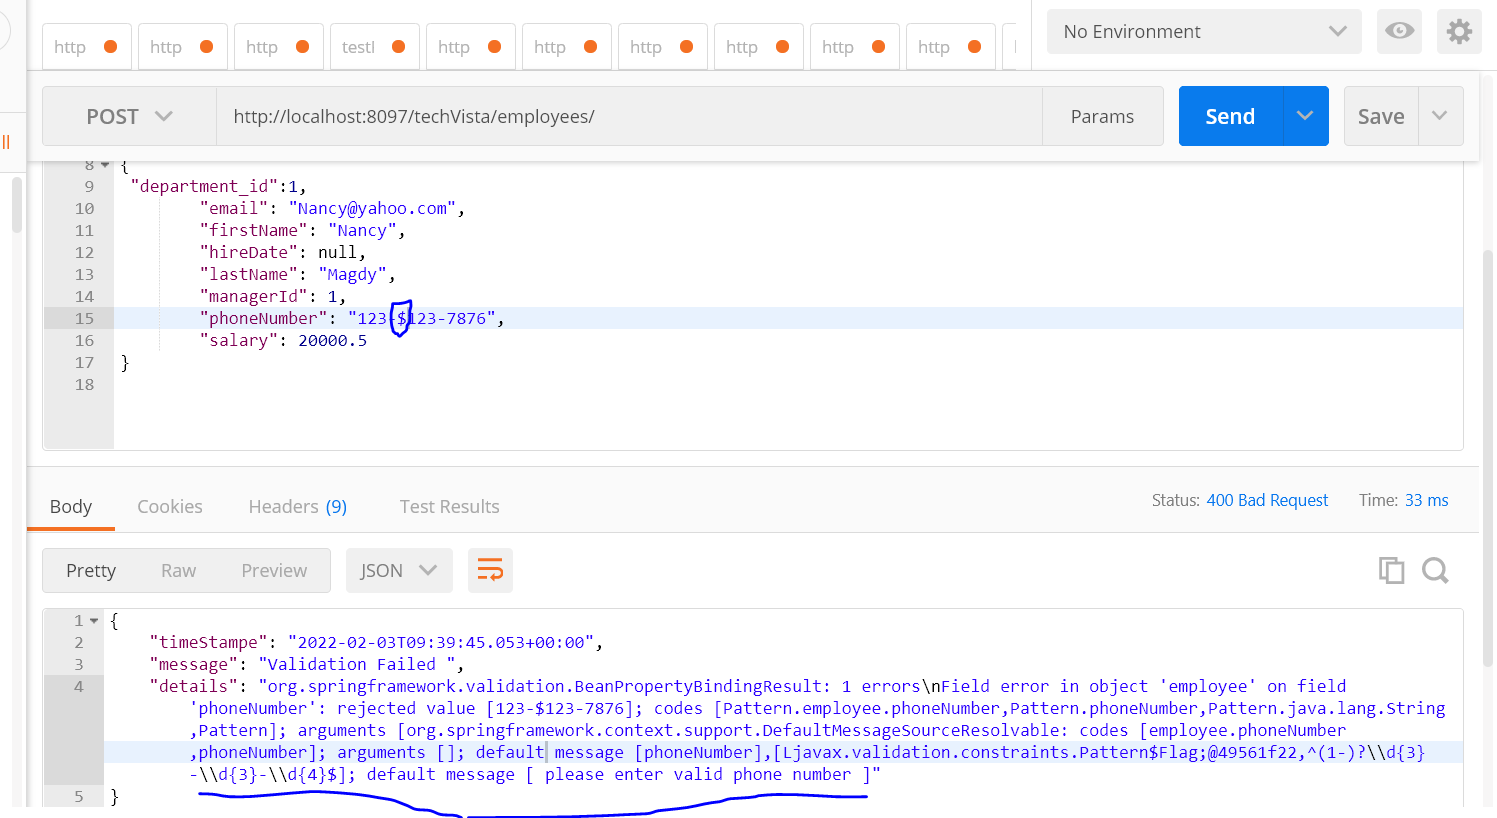 http http http testl http http http http http http
No Environment
POST http://localhost:8097/techVista/employees/ Params Send Save
8 {
9 "department_id":1,
10 "email": "Nancy@yahoo.com",
11 "firstName": "Nancy",
12 "hireDate": null,
13 "lastName": "Magdy",
14 "managerId": 1,
15 "phoneNumber": "123-$123-7876",
16 "salary": 20000.5
17 }
18
Body Cookies Headers (9) Test Results Status: 400 Bad Request Time: 33 ms
Pretty Raw Preview JSON
1 {
2 "timeStampe": "2022-02-03T09:39:45.053+00:00",
3 "message": "Validation Failed ",
4 "details": "org.springframework.validation.BeanPropertyBindingResult: 1 errors\nField error in object 'employee' on field
'phoneNumber': rejected value [123-$123-7876]; codes [Pattern.employee.phoneNumber,Pattern.phoneNumber,Pattern.java.lang.String
,Pattern]; arguments [org.springframework.context.support.DefaultMessageSourceResolvable: codes [employee.phoneNumber
,phoneNumber]; arguments []; default message [phoneNumber],[Ljavax.validation.constraints.Pattern$Flag;@49561f22,^(1-)?\\d{3}
-\\d{3}-\\d{4}$]; default message [ please enter valid phone number ]"
5 }